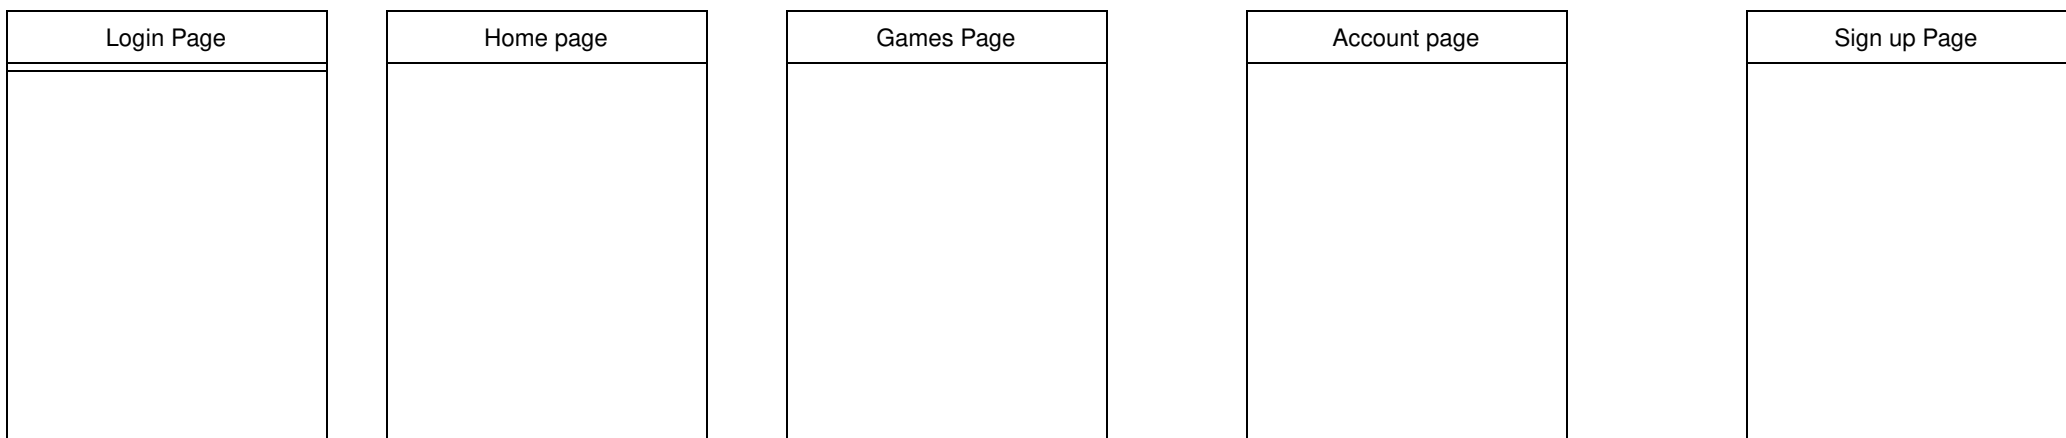 Login Page
Home page
Games Page
Account page
Sign up Page